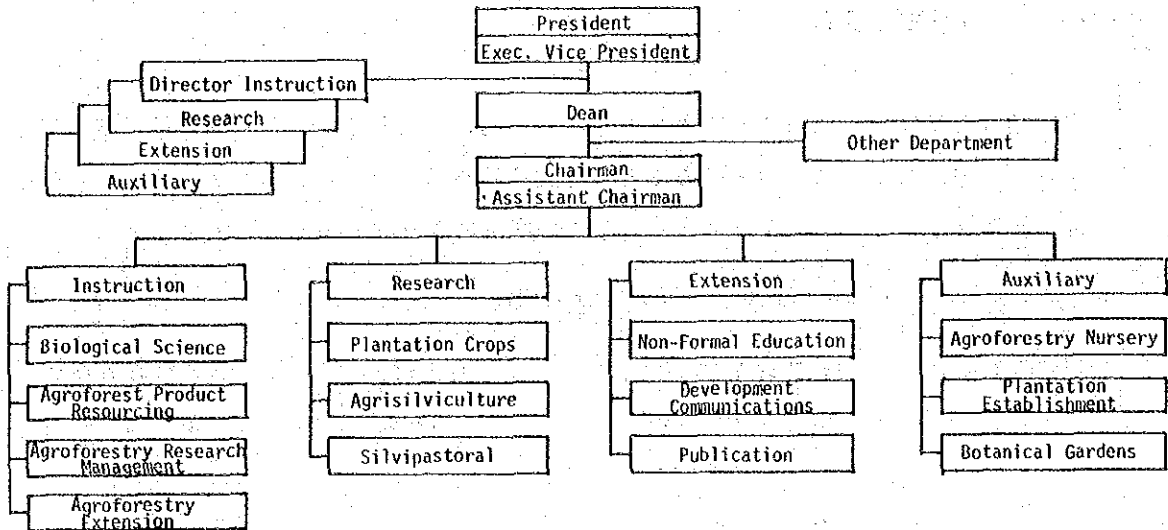 President
Exec. Vice President
Director Instruction
Research
Extension
Auxiliary
Dean
Other Department
Chairman
Assistant Chairman
Instruction
Biological Science
Agroforest Product
Resourcing
Agroforestry Research
Management
Agroforestry
Extension
Research
Plantation Crops
Agrisilviculture
Silvipastoral
Extension
Non-Formal Education
Development
Communications
Publication
Auxiliary
Agroforestry Nursery
Plantation
Establishment
Botanical Gardens